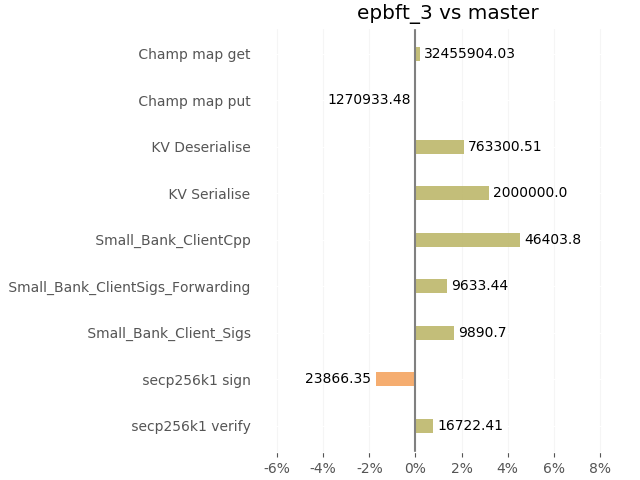 epbft_3 vs master
Champ map get 32455904.03
Champ map put 1270933.48
KV Deserialise 763300.51
KV Serialise 2000000.0
Small_Bank_ClientCpp 46403.8
Small_Bank_ClientSigs_Forwarding 9633.44
Small_Bank_Client_Sigs 9890.7
secp256k1 sign 23866.35
secp256k1 verify 16722.41
-6% -4% -2% 0% 2% 4% 6% 8%